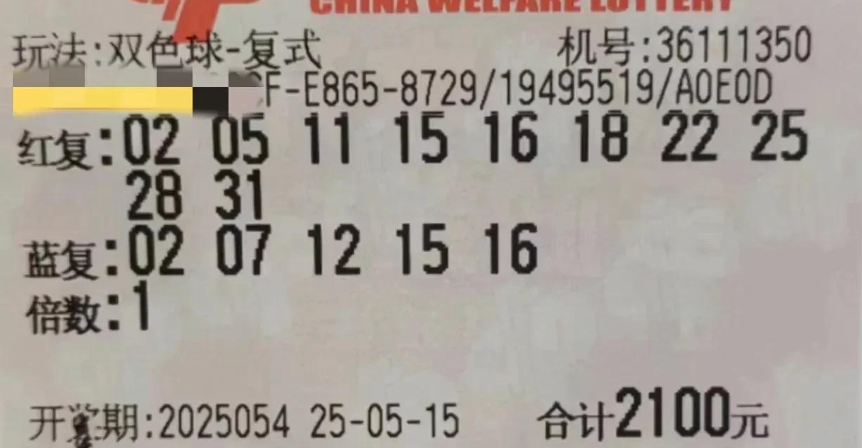 CHINA WELFARE LOTTERY
玩法:双色球-复式 机号:36111350
F-E865-8729/19495519/A0E0D
红复:02 05 11 15 16 18 22 25
28 31
蓝复:02 07 12 15 16
倍数:1
开奖期:2025054 25-05-15 合计2100元